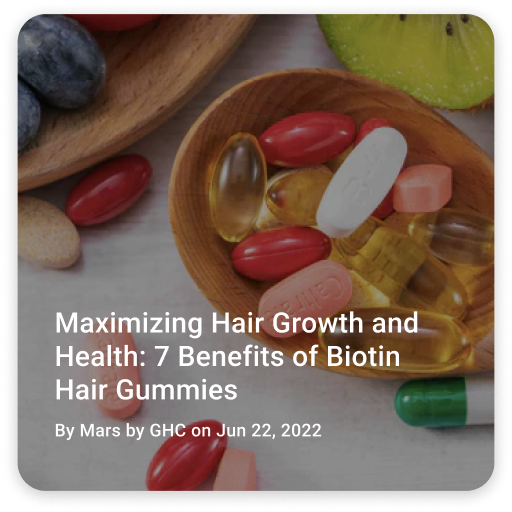 Caltra
Maximizing Hair Growth and
Health: 7 Benefits of Biotin
Hair Gummies
By Mars by GHC on Jun 22, 2022